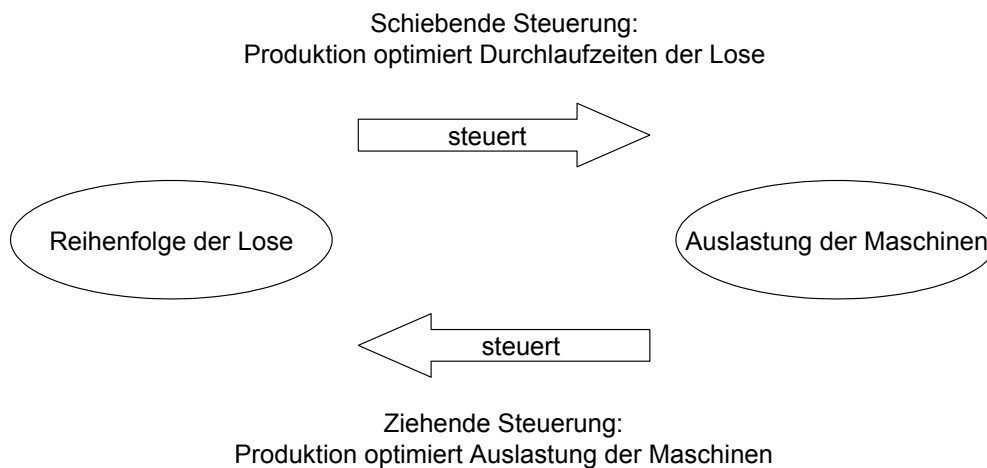 Schiebende Steuerung:
Produktion optimiert Durchlaufzeiten der Lose
steuert
Reihenfolge der Lose
Auslastung der Maschinen
steuert
Ziehende Steuerung:
Produktion optimiert Auslastung der Maschinen